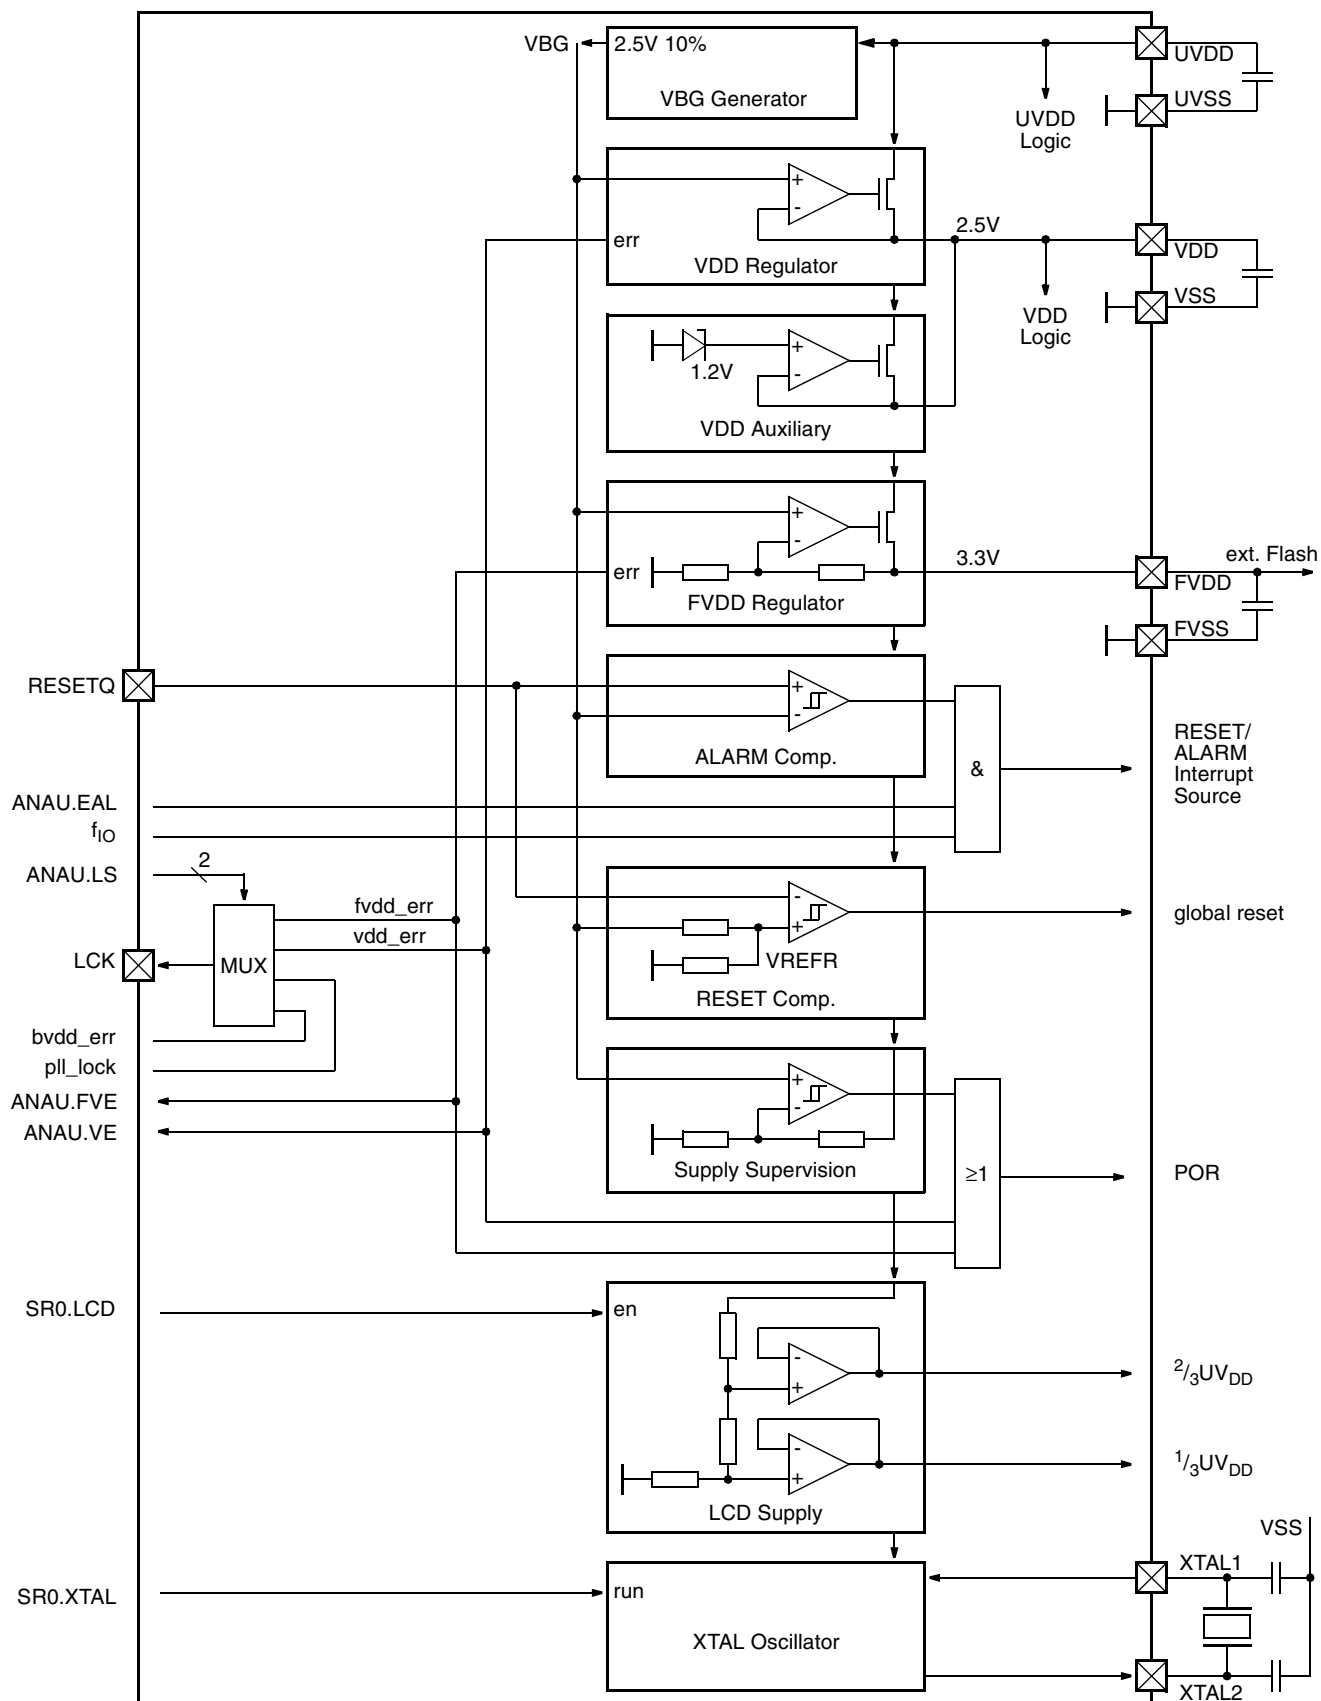 VBG
2.5V 10%
VBG Generator
UVDD
UVSS
UVDD
Logic
+
-
err
VDD Regulator
2.5V
VDD
VSS
VDD
Logic
1.2V
+
-
VDD Auxiliary
+
-
err
FVDD Regulator
3.3V
ext. Flash
FVDD
FVSS
RESETQ
+
-
ALARM Comp.
&
RESET/
ALARM
Interrupt
Source
ANAU.EAL
fIO
ANAU.LS
2
fvdd_err
vdd_err
LCK
MUX
bvdd_err
pll_lock
ANAU.FVE
ANAU.VE
-
+
VREFR
RESET Comp.
global reset
+
-
Supply Supervision
≥1
POR
SR0.LCD
en
-
+
2/3UVDD
-
+
1/3UVDD
LCD Supply
VSS
SR0.XTAL
run
XTAL Oscillator
XTAL1
XTAL2